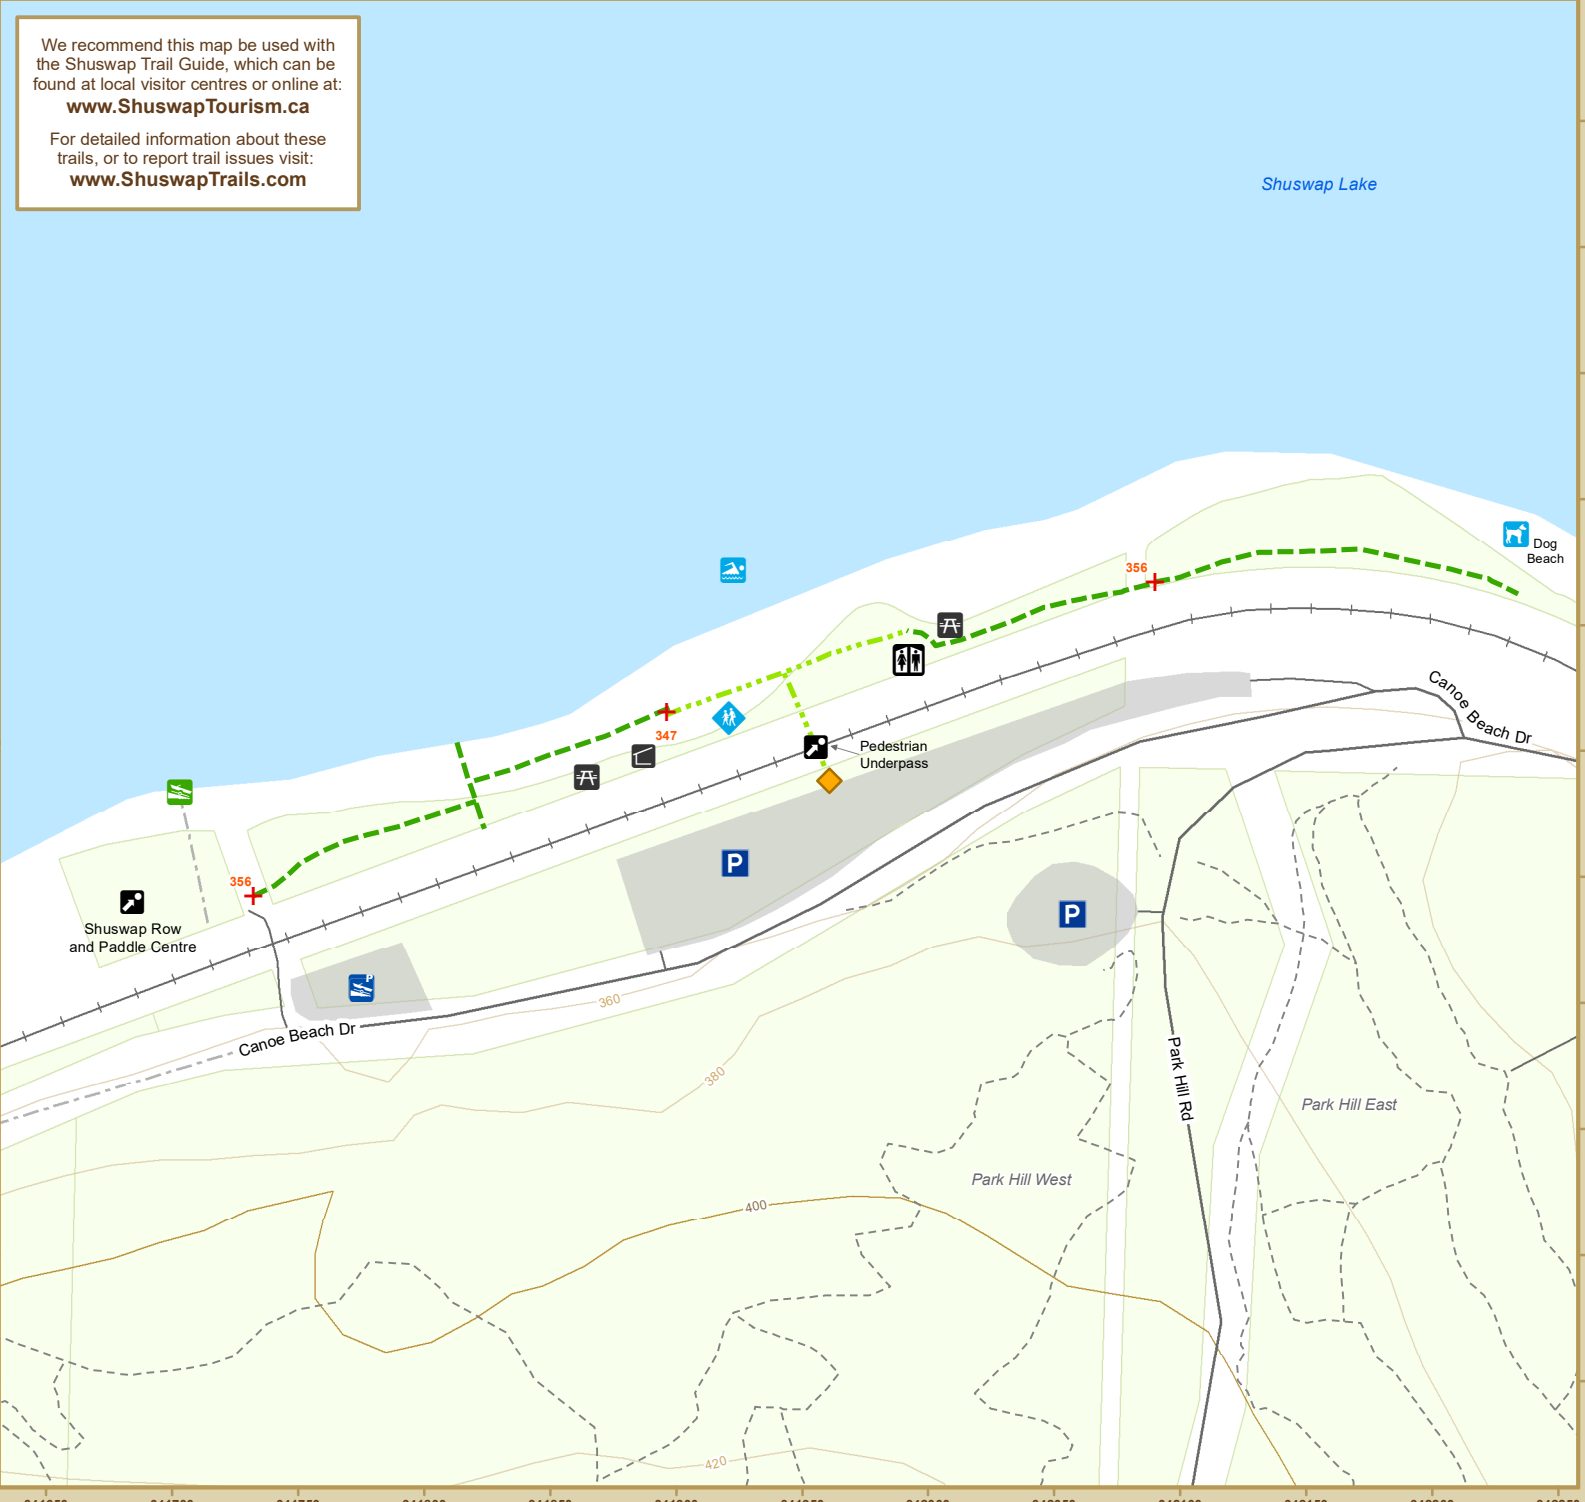 We recommend this map be used with
the Shuswap Trail Guide, which can be
found at local visitor centres or online at:
www.ShuswapTourism.ca
For detailed information about these
trails, or to report trail issues visit:
www.ShuswapTrails.com
Shuswap Lake
Dog
Beach
356
347
Pedestrian
Underpass
Canoe Beach Dr
P
356
Shuswap Row
and Paddle Centre
P
P
360
Canoe Beach Dr
380
Park Hill Rd
Park Hill East
Park Hill West
400
420